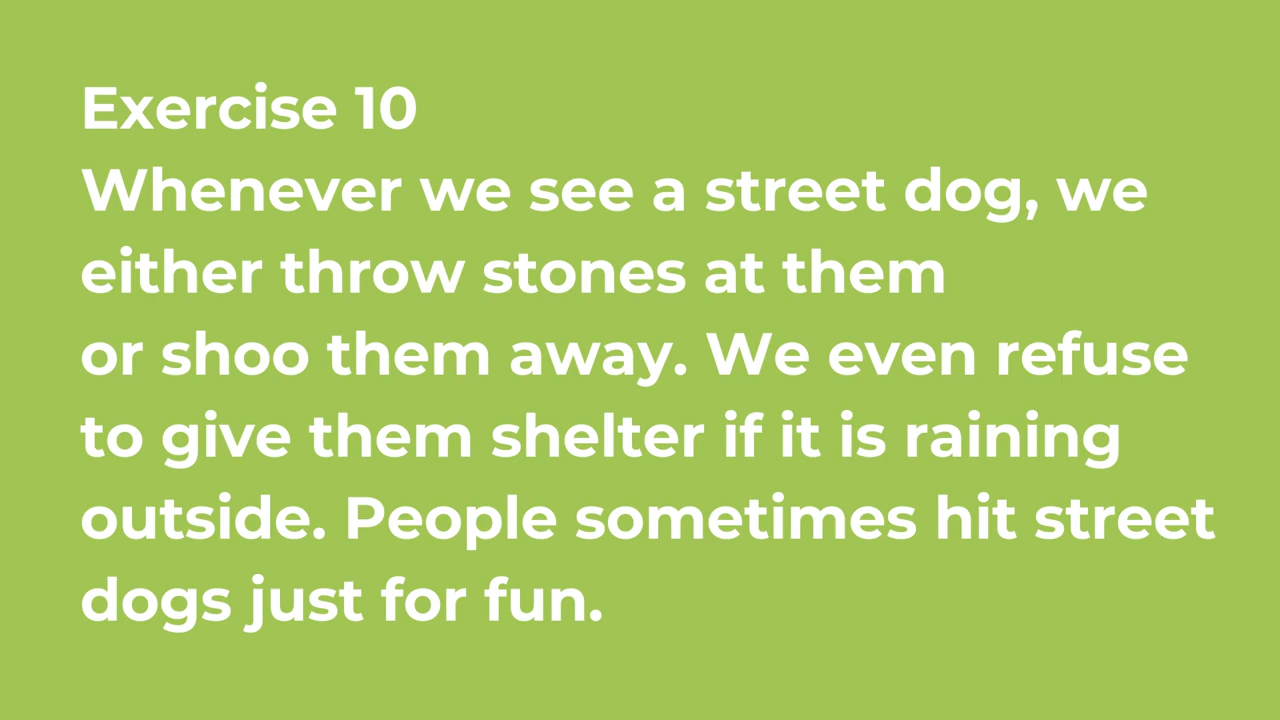 Exercise 10
Whenever we see a street dog, we
either throw stones at them
or shoo them away. We even refuse
to give them shelter if it is raining
outside. People sometimes hit street
dogs just for fun.